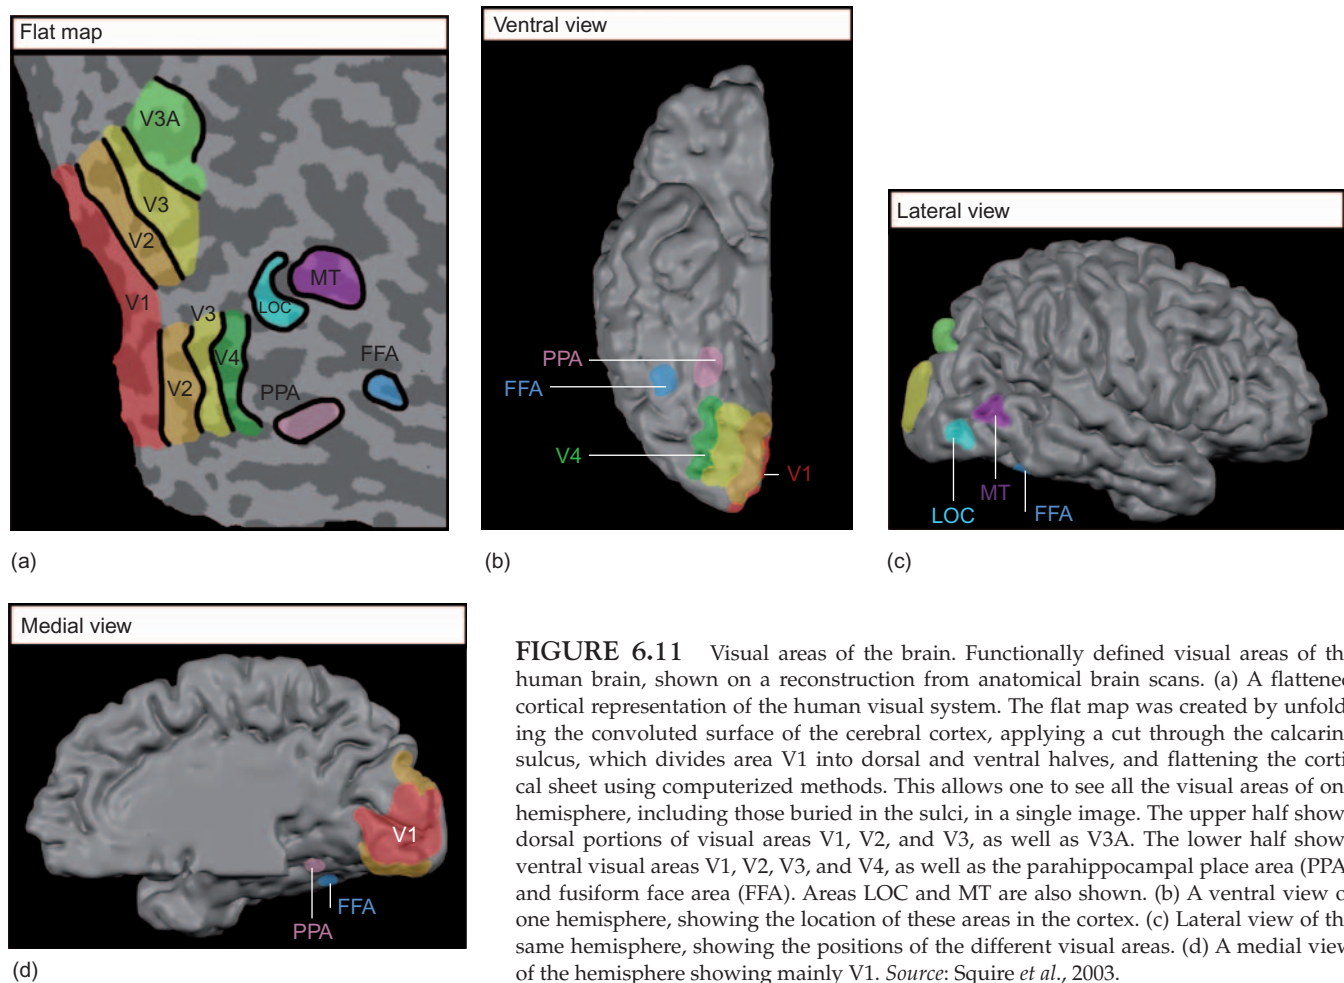 Flat map
V3A
V3
V2
V1
V3
V2
V4
LOC
MT
FFA
PPA
(a)
Ventral view
PPA
FFA
V4
V1
(b)
Lateral view
LOC
MT
FFA
(c)
Medial view
V1
FFA
PPA
(d)
FIGURE 6.11 Visual areas of the brain. Functionally defined visual areas of th
human brain, shown on a reconstruction from anatomical brain scans. (a) A flattene
cortical representation of the human visual system. The flat map was created by unfold
ing the convoluted surface of the cerebral cortex, applying a cut through the calcarin
sulcus, which divides area V1 into dorsal and ventral halves, and flattening the corti
cal sheet using computerized methods. This allows one to see all the visual areas of on
hemisphere, including those buried in the sulci, in a single image. The upper half show
dorsal portions of visual areas V1, V2, and V3, as well as V3A. The lower half show
ventral visual areas V1, V2, V3, and V4, as well as the parahippocampal place area (PPA
and fusiform face area (FFA). Areas LOC and MT are also shown. (b) A ventral view o
one hemisphere, showing the location of these areas in the cortex. (c) Lateral view of th
same hemisphere, showing the positions of the different visual areas. (d) A medial view
of the hemisphere showing mainly V1. Source: Squire et al., 2003.